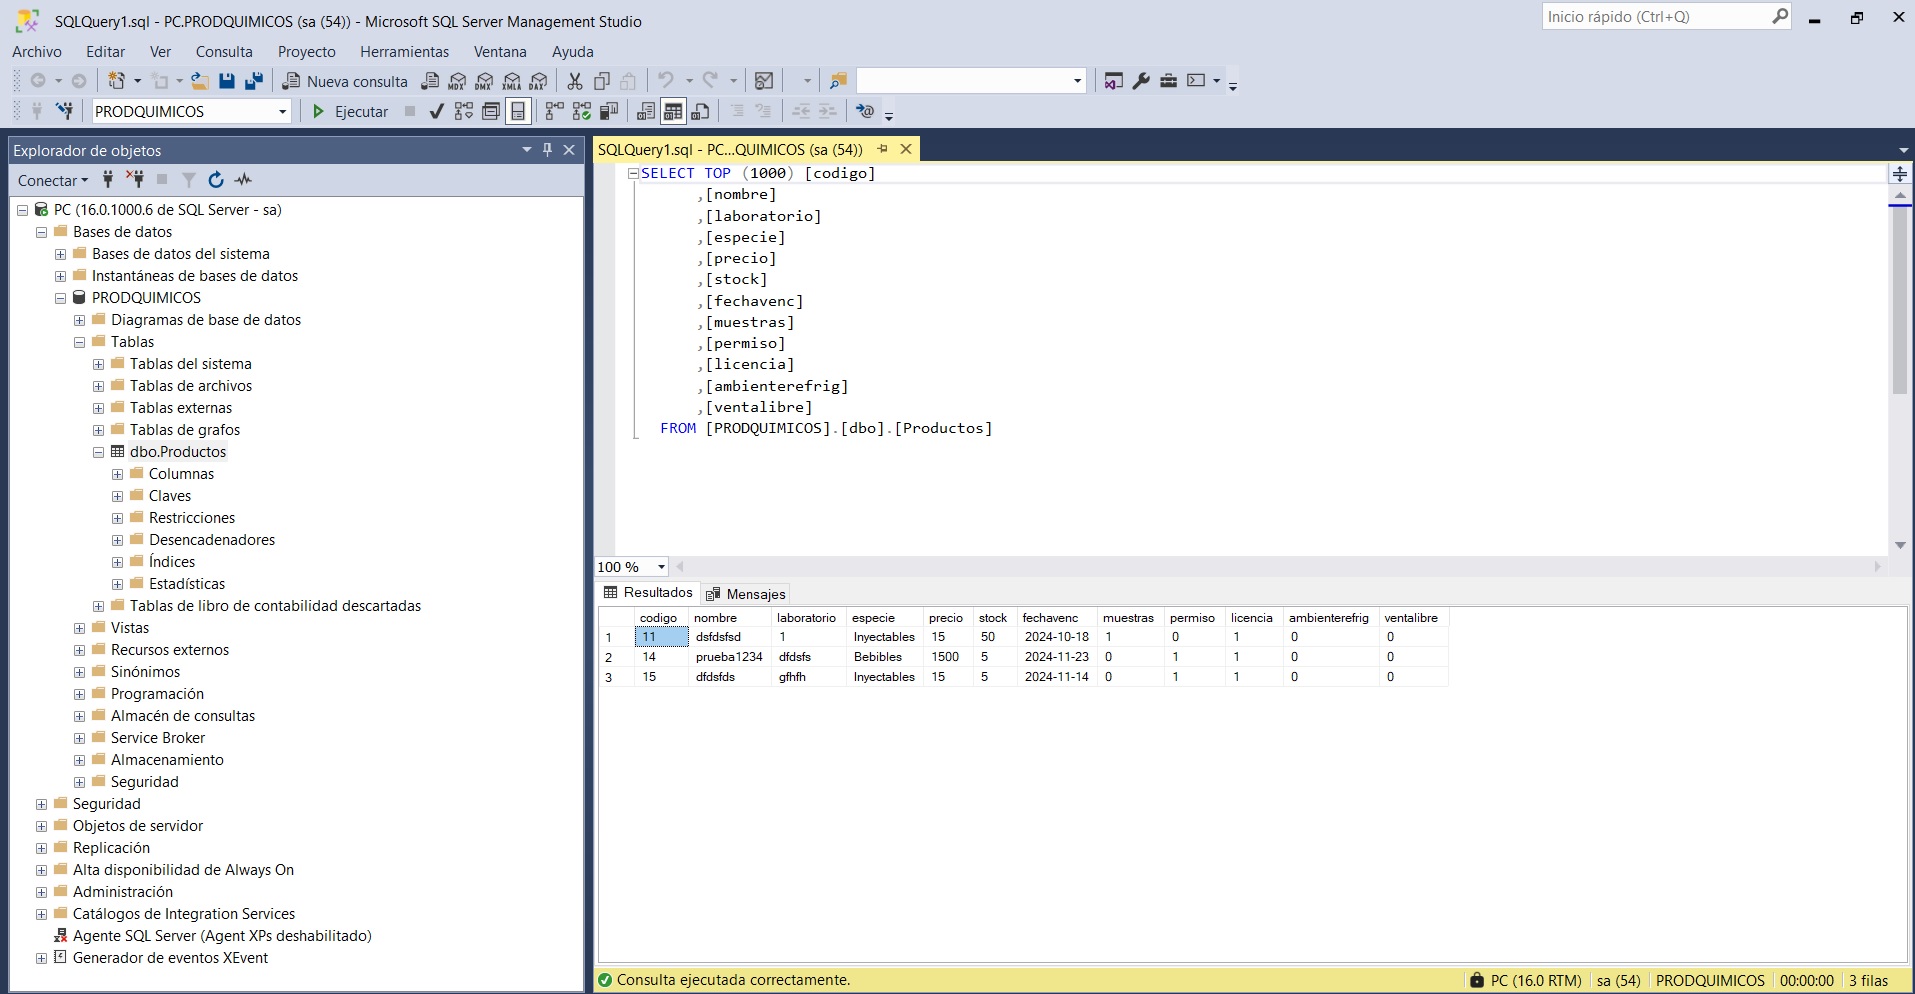 SQLQuery1.sql - PC.PRODQUIMICOS (sa (54)) - Microsoft SQL Server Management Studio
Inicio rápido (Ctrl+Q)
Archivo Editar Ver Consulta Proyecto Herramientas Ventana Ayuda
Nueva consulta MDX DMX XMLA DAX
PRODQUIMICOS Ejecutar
Explorador de objetos
Conectar
PC (16.0.1000.6 de SQL Server - sa)
Bases de datos
Bases de datos del sistema
Instantáneas de bases de datos
PRODQUIMICOS
Diagramas de base de datos
Tablas
Tablas del sistema
Tablas de archivos
Tablas externas
Tablas de grafos
dbo.Productos
Columnas
Claves
Restricciones
Desencadenadores
Índices
Estadísticas
Tablas de libro de contabilidad descartadas
Vistas
Recursos externos
Sinónimos
Programación
Almacén de consultas
Service Broker
Almacenamiento
Seguridad
Seguridad
Objetos de servidor
Replicación
Alta disponibilidad de Always On
Administración
Catálogos de Integration Services
Agente SQL Server (Agent XPs deshabilitado)
Generador de eventos XEvent
SQLQuery1.sql - PC...QUIMICOS (sa (54))
SELECT TOP (1000) [codigo]
,[nombre]
,[laboratorio]
,[especie]
,[precio]
,[stock]
,[fechavenc]
,[muestras]
,[permiso]
,[licencia]
,[ambienterefrig]
,[ventalibre]
FROM [PRODQUIMICOS].[dbo].[Productos]
100 %
Resultados Mensajes
codigo nombre laboratorio especie precio stock fechavenc muestras permiso licencia ambienterefrig ventalibre
1 11 dsfdsfsd 1 Inyectables 15 50 2024-10-18 1 0 1 0 0
2 14 prueba1234 dfdsfs Bebibles 1500 5 2024-11-23 0 1 1 0 0
3 15 dfdsfds gfhfh Inyectables 15 5 2024-11-14 0 1 1 0 0
Consulta ejecutada correctamente.
PC (16.0 RTM) sa (54) PRODQUIMICOS 00:00:00 3 filas